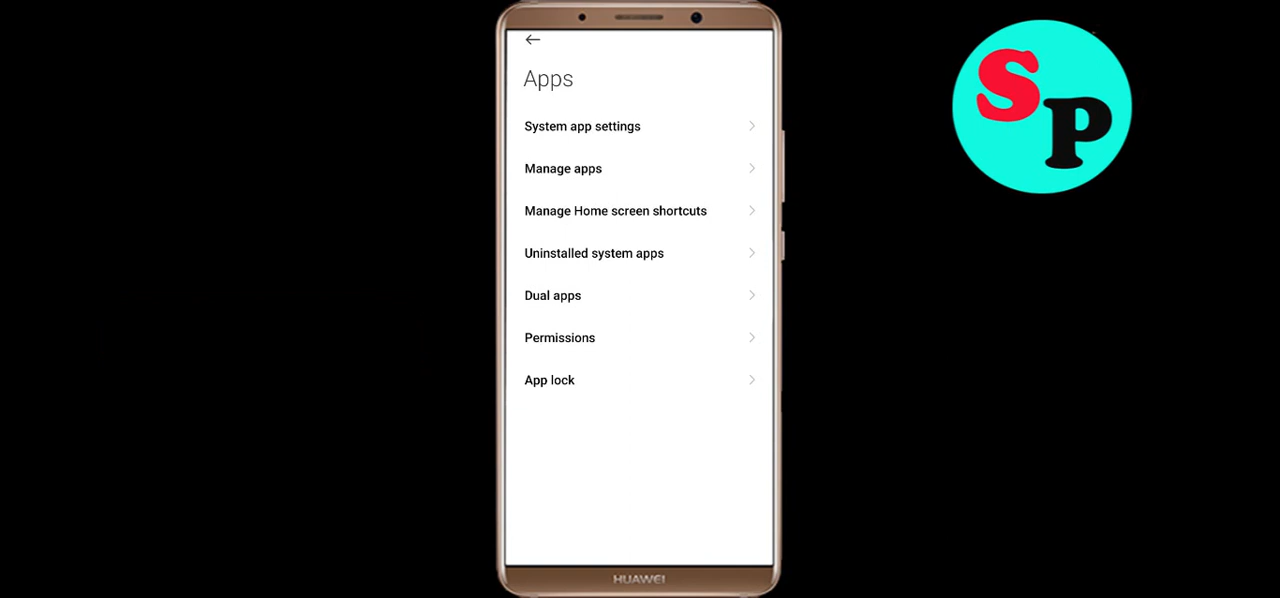 Apps
System app settings
Manage apps
Manage Home screen shortcuts
Uninstalled system apps
Dual apps
Permissions
App lock
HUAWEI
SP